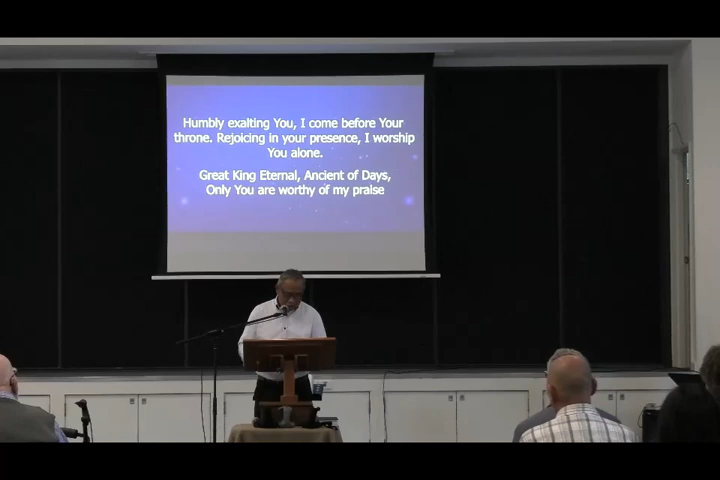 Humbly exalting You, I come before Your
throne. Rejoicing in your presence, I worship
You alone.
Great King Eternal, Ancient of Days,
Only You are worthy of my praise